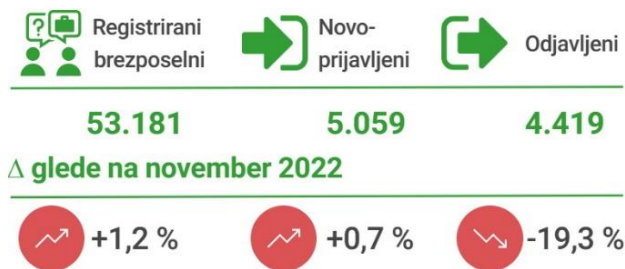 Registrirani
brezposelni
Novo-
prijavljeni
Odjavljeni
53.181 5.059 4.419
Δ glede na november 2022
+1,2 % +0,7 % -19,3 %